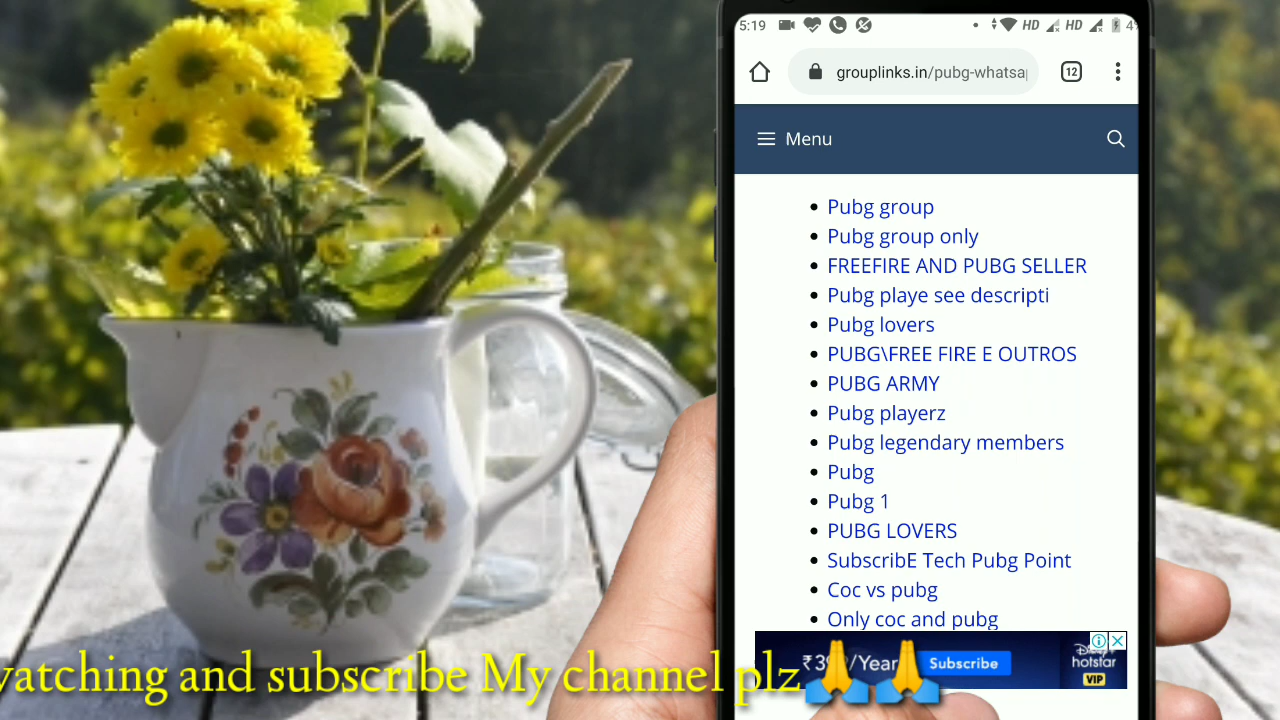 5:19 HD HD
grouplinks.in/pubg-whatsa
12
Menu
Pubg group
Pubg group only
FREEFIRE AND PUBG SELLER
Pubg playe see descripti
Pubg lovers
PUBG\FREE FIRE E OUTROS
PUBG ARMY
Pubg playerz
Pubg legendary members
Pubg
Pubg 1
PUBG LOVERS
SubscribE Tech Pubg Point
Coc vs pubg
Only coc and pubg
/Year Subscribe
hotstar
VIP
watching and subscribe My channel plz🙏🙏